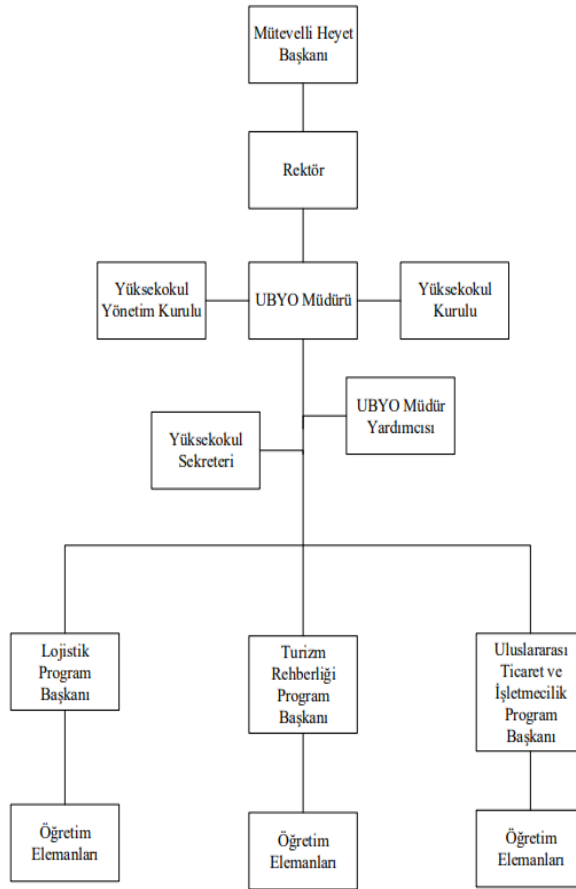 Mütevelli Heyet
Başkanı
Rektör
Yüksekokul
Yönetim Kurulu
UBYO Müdürü
Yüksekokul
Kurulu
UBYO Müdür
Yardımcısı
Yüksekokul
Sekreteri
Lojistik
Program
Başkanı
Turizm
Rehberliği
Program
Başkanı
Uluslararası
Ticaret ve
İşletmecilik
Program
Başkanı
Öğretim
Elemanları
Öğretim
Elemanları
Öğretim
Elemanları